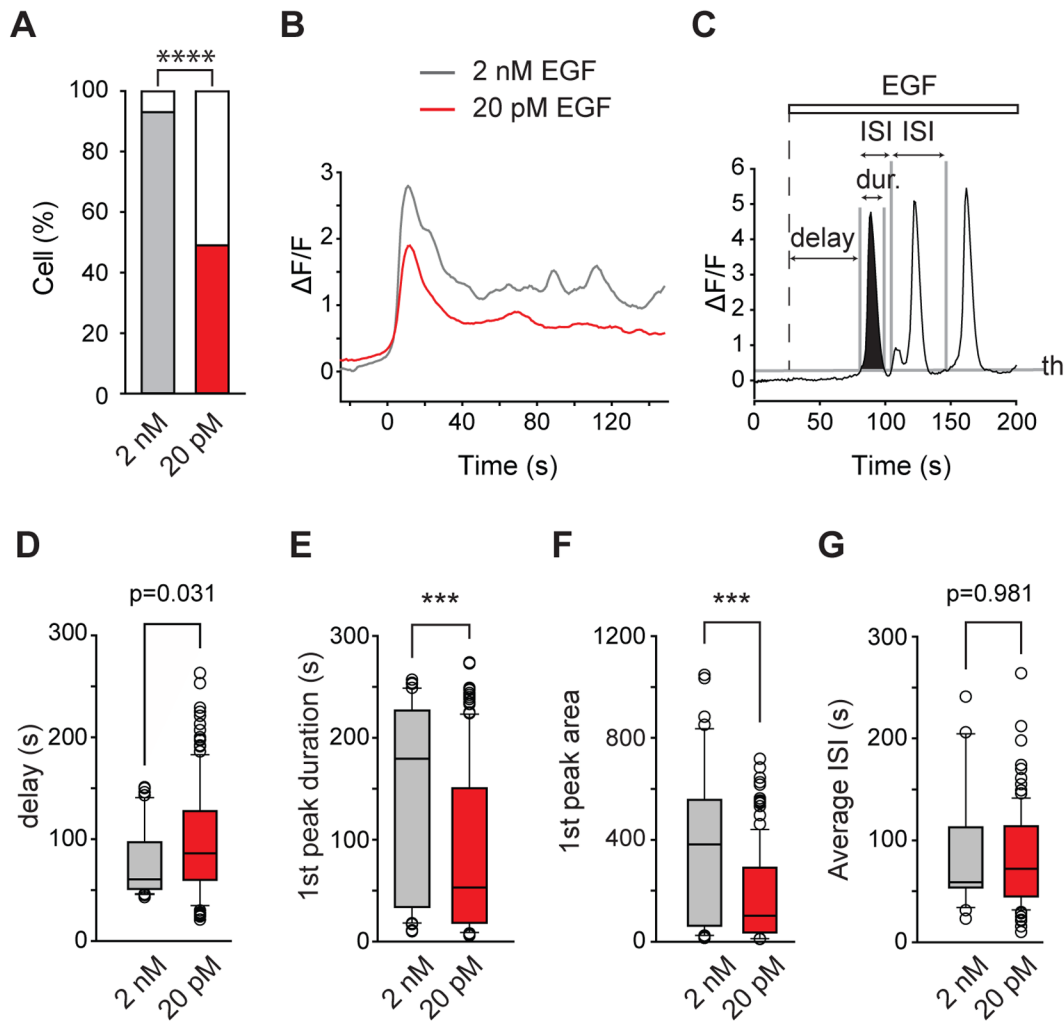 A
****
100
80
60
40
20
0
Cell (%)
2 nM
20 pM
B
2 nM EGF
20 pM EGF
3
2
1
0
ΔF/F
0
40
80
120
Time (s)
C
EGF
ISI
ISI
dur.
delay
6
5
4
3
2
1
0
ΔF/F
th
0
50
100
150
200
Time (s)
D
p=0.031
300
200
100
0
delay (s)
2 nM
20 pM
E
***
300
200
100
0
1st peak duration (s)
2 nM
20 pM
F
***
1200
800
400
0
1st peak area
2 nM
20 pM
G
p=0.981
300
200
100
0
Average ISI (s)
2 nM
20 pM